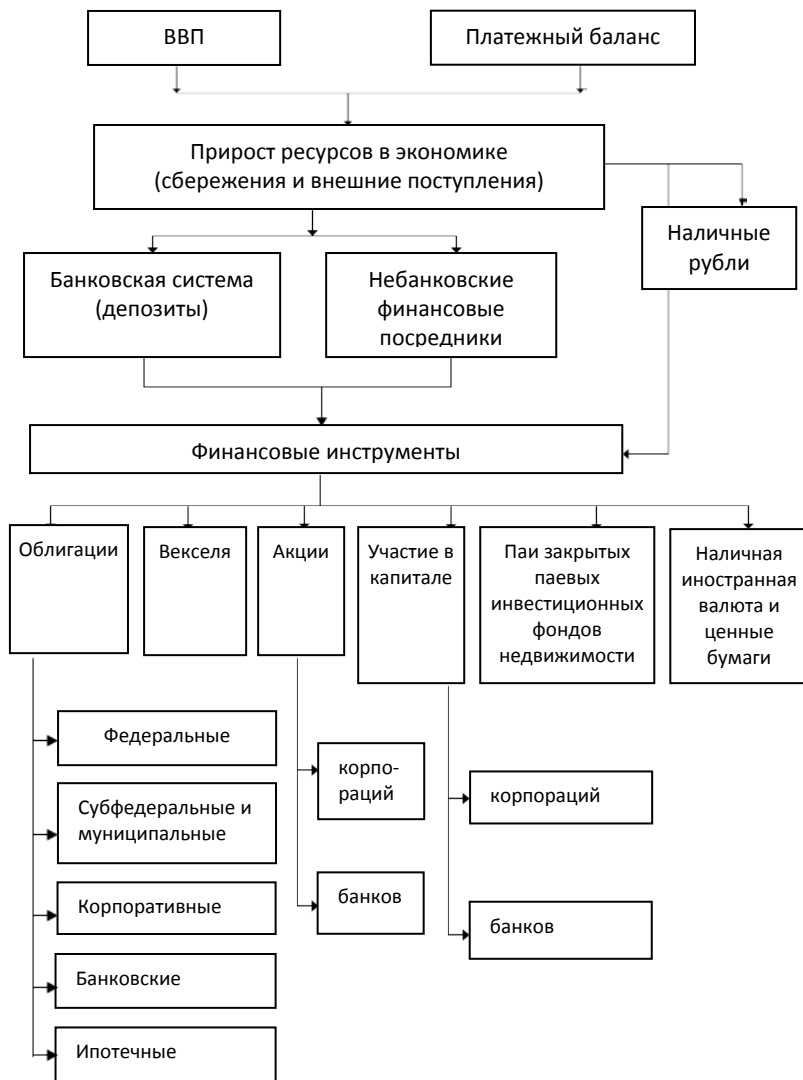 ВВП
Платежный баланс
Прирост ресурсов в экономике
(сбережения и внешние поступления)
Наличные
рубли
Банковская система
(депозиты)
Небанковские
финансовые
посредники
Финансовые инструменты
Облигации
Векселя
Акции
Участие в
капитале
Паи закрытых
паевых
инвестиционных
фондов
недвижимости
Наличная
иностранная
валюта и
ценные
бумаги
Федеральные
Субфедеральные и
муниципальные
Корпоративные
Банковские
Ипотечные
корпо-
раций
банков
корпораций
банков